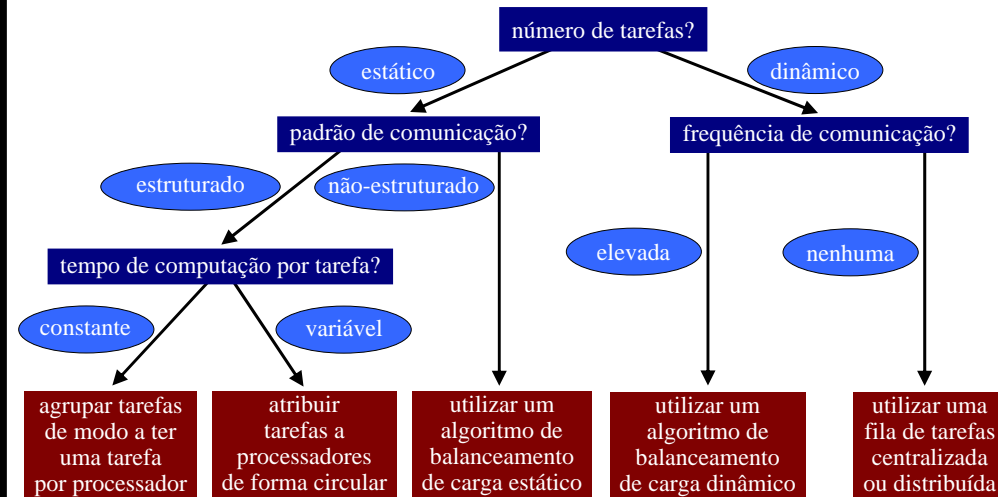 número de tarefas?
estático
dinâmico
padrão de comunicação?
frequência de comunicação?
estruturado
não-estruturado
elevada
nenhuma
tempo de computação por tarefa?
constante
variável
agrupar tarefas
de modo a ter
uma tarefa
por processador
atribuir
tarefas a
processadores
de forma circular
utilizar um
algoritmo de
balanceamento
de carga estático
utilizar um
algoritmo de
balanceamento
de carga dinâmico
utilizar uma
fila de tarefas
centralizada
ou distribuída